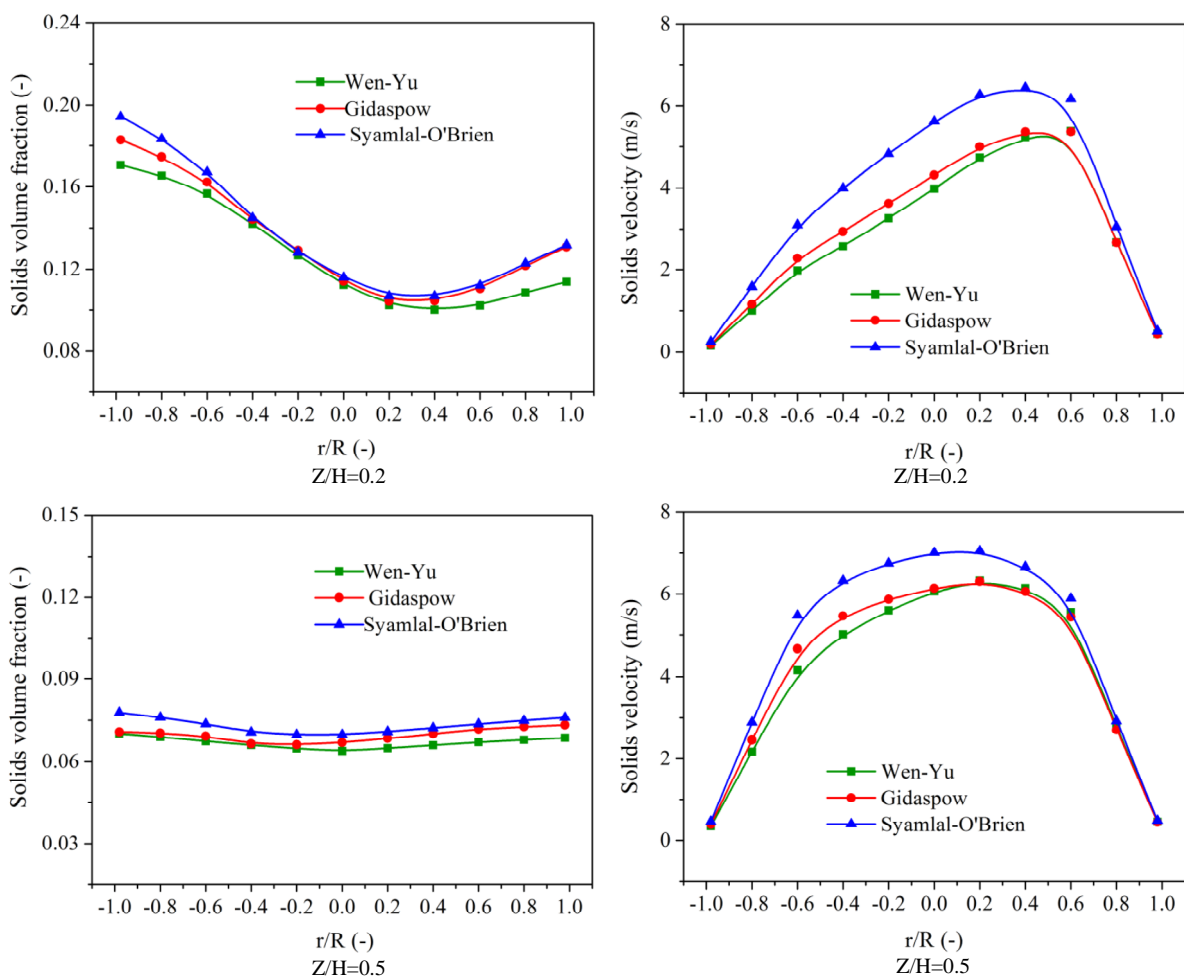 0.24
0.20
0.16
0.12
0.08
Solids volume fraction (-)
Wen-Yu
Gidaspow
Syamlal-O'Brien
-1.0 -0.8 -0.6 -0.4 -0.2 0.0 0.2 0.4 0.6 0.8 1.0
r/R (-)
Z/H=0.2
8
6
4
2
0
Solids velocity (m/s)
Wen-Yu
Gidaspow
Syamlal-O'Brien
-1.0 -0.8 -0.6 -0.4 -0.2 0.0 0.2 0.4 0.6 0.8 1.0
r/R (-)
Z/H=0.2
0.15
0.12
0.09
0.06
0.03
Solids volume fraction (-)
Wen-Yu
Gidaspow
Syamlal-O'Brien
-1.0 -0.8 -0.6 -0.4 -0.2 0.0 0.2 0.4 0.6 0.8 1.0
r/R (-)
Z/H=0.5
8
6
4
2
0
Solids velocity (m/s)
Wen-Yu
Gidaspow
Syamlal-O'Brien
-1.0 -0.8 -0.6 -0.4 -0.2 0.0 0.2 0.4 0.6 0.8 1.0
r/R (-)
Z/H=0.5